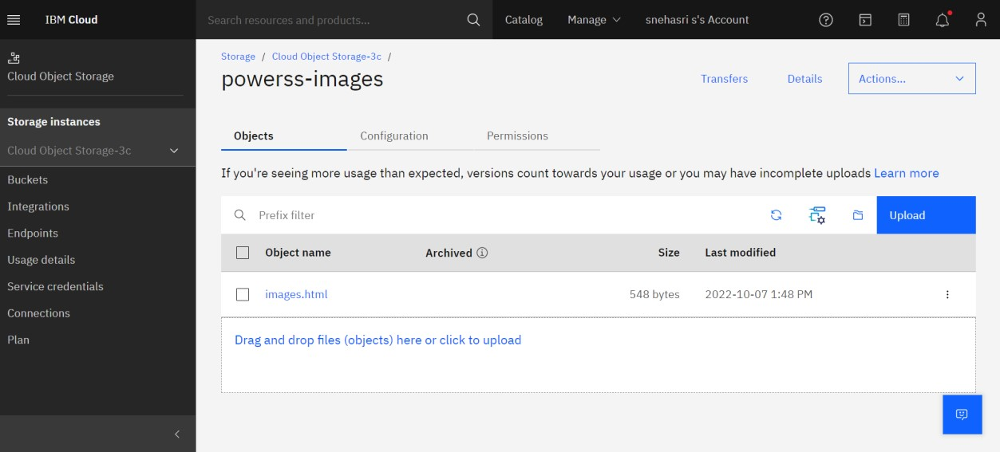 IBM Cloud
Search resources and products...
Catalog
Manage
snehasri s's Account
Cloud Object Storage
Storage instances
Cloud Object Storage-3c
Buckets
Integrations
Endpoints
Usage details
Service credentials
Connections
Plan
Storage / Cloud Object Storage-3c /
powerss-images
Transfers
Details
Actions...
Objects
Configuration
Permissions
If you're seeing more usage than expected, versions count towards your usage or you may have incomplete uploads Learn more
Prefix filter
Upload
Object name Archived Size Last modified
images.html 548 bytes 2022-10-07 1:48 PM
Drag and drop files (objects) here or click to upload